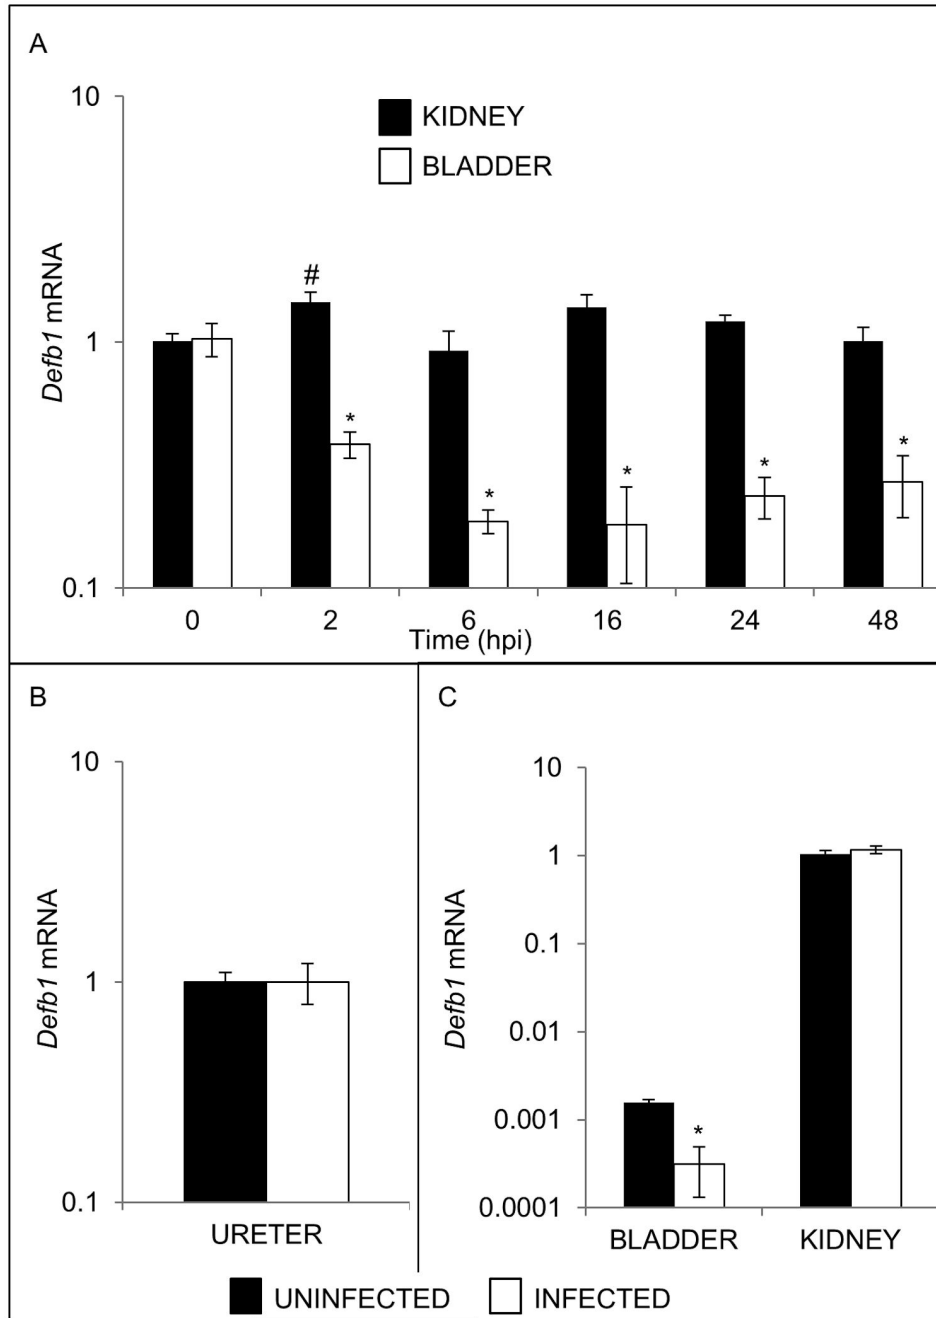 A
10
KIDNEY
BLADDER
Defb1 mRNA
#
1
*
*
*
*
*
0.1
0 2 6 16 24 48
Time (hpi)
B
10
Defb1 mRNA
1
0.1
URETER
C
10
1
Defb1 mRNA
0.1
0.01
0.001
*
0.0001
BLADDER KIDNEY
UNINFECTED INFECTED